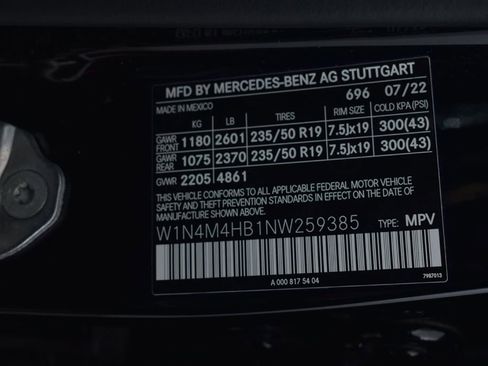 MFD BY MERCEDES-BENZ AG STUTTGART
MADE IN MEXICO 696 07/22
KG LB TIRES RIM SIZE COLD KPA(PSI)
GAWR FRONT 1180 2601 235/50 R19 7.5Jx19 300(43)
GAWR REAR 1075 2370 235/50 R19 7.5Jx19 300(43)
GVWR 2205 4861
THIS VEHICLE CONFORMS TO ALL APPLICABLE FEDERAL MOTOR VEHICLE
SAFETY AND THEFT PREVENTION STANDARDS IN EFFECT ON THE DATE OF
MANUFACTURE SHOWN ABOVE.
W1N4M4HB1NW259385 TYPE: MPV
A 000 817 54 04 7987013